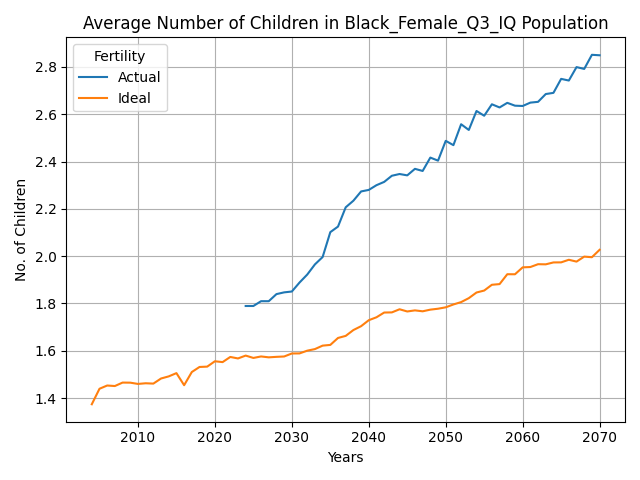 Average Number of Children in Black_Female_Q3_IQ Population
Fertility
Actual
Ideal
No. of Children
2.8
2.6
2.4
2.2
2.0
1.8
1.6
1.4
2010 2020 2030 2040 2050 2060 2070
Years